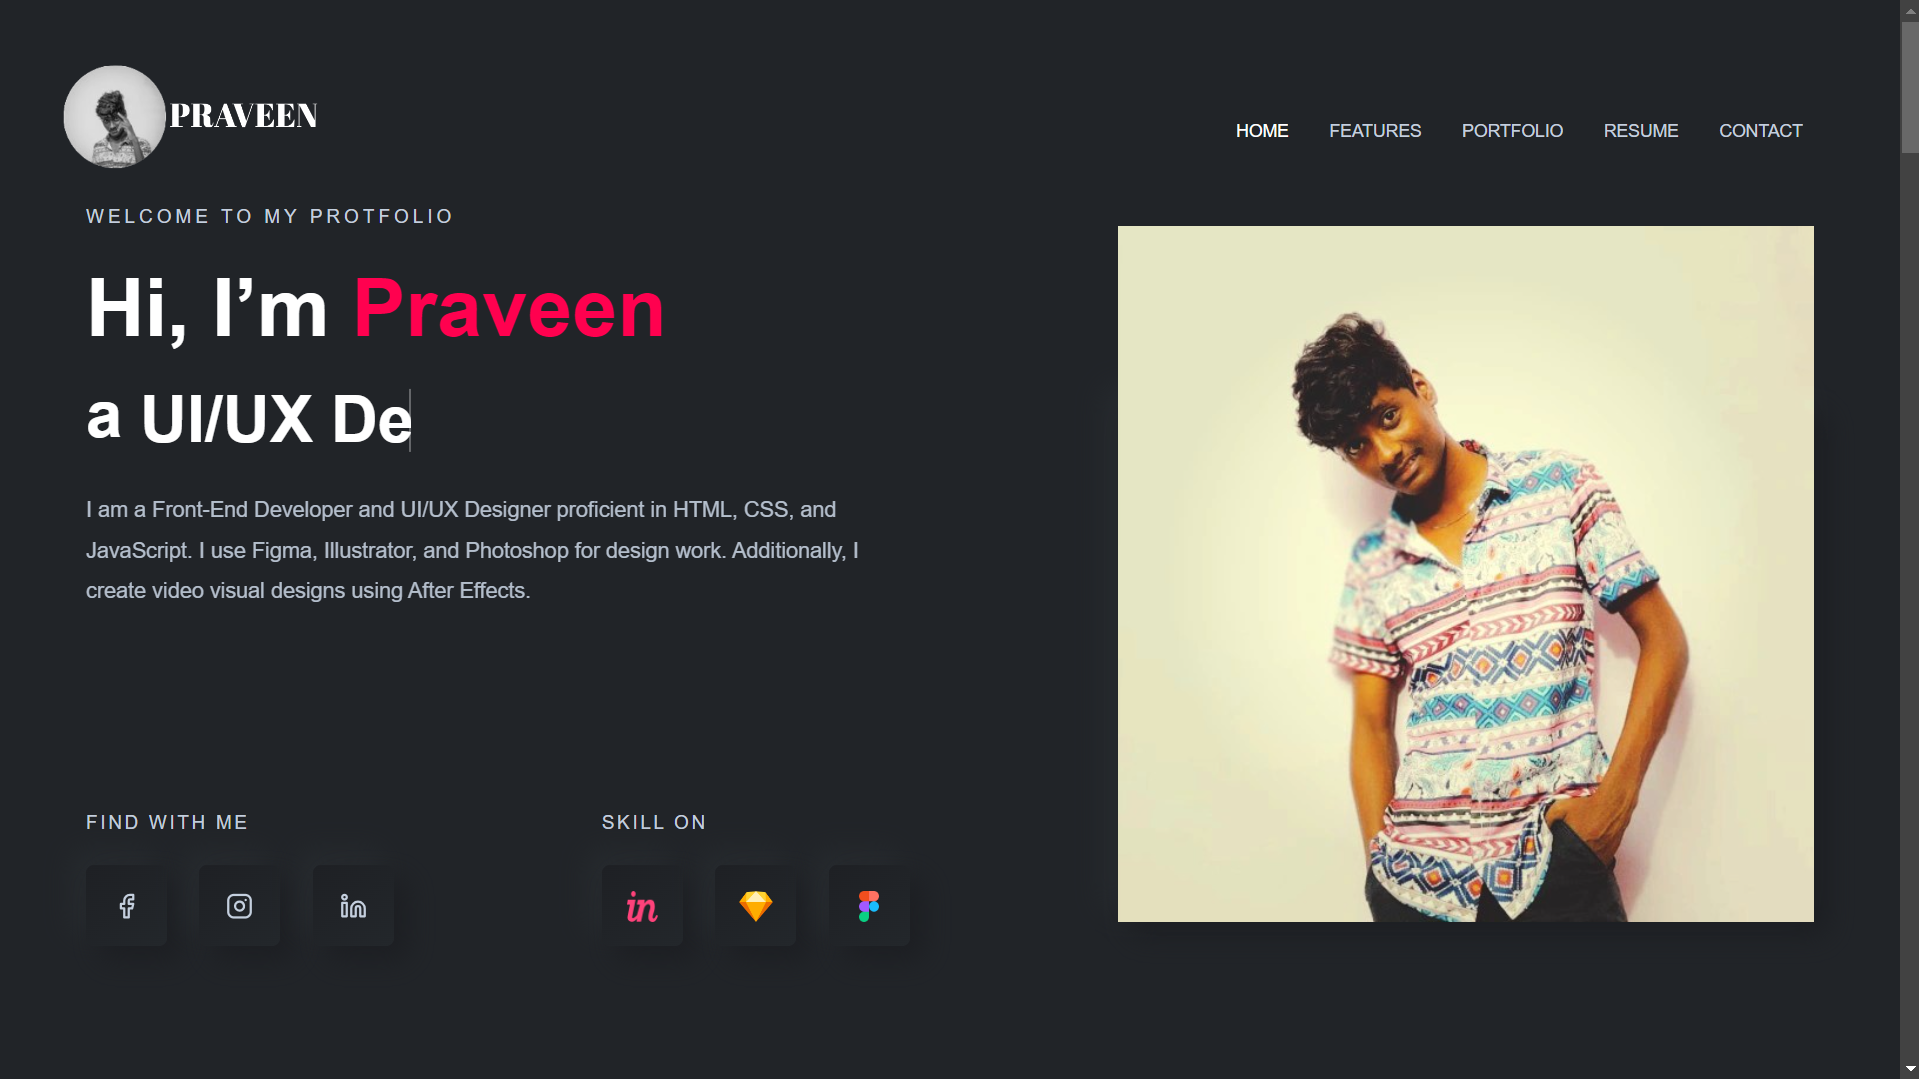 PRAVEEN
HOME FEATURES PORTFOLIO RESUME CONTACT
WELCOME TO MY PROTFOLIO
Hi, I’m Praveen
a UI/UX De
I am a Front-End Developer and UI/UX Designer proficient in HTML, CSS, and
JavaScript. I use Figma, Illustrator, and Photoshop for design work. Additionally, I
create video visual designs using After Effects.
FIND WITH ME
SKILL ON
in
in